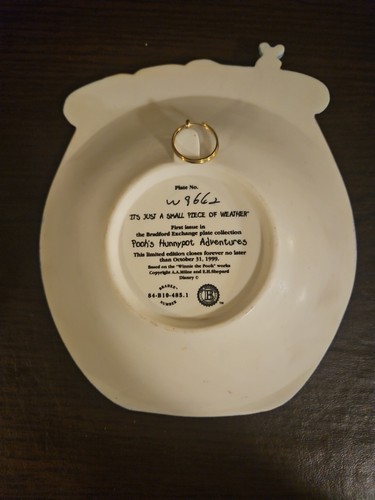 Plate No.
W9662
"IT'S JUST A SMALL PIECE OF WEATHER"
First issue in
the Bradford Exchange plate collection
Pooh's Hunnypot Adventures
This limited edition closes forever no later
than October 31, 1999.
Based on the "Winnie the Pooh" works
Copyright A.A. Milne and E.H. Shepard
Disney ©
BRADEX
84-B10-485.1
NUMBER
B
™